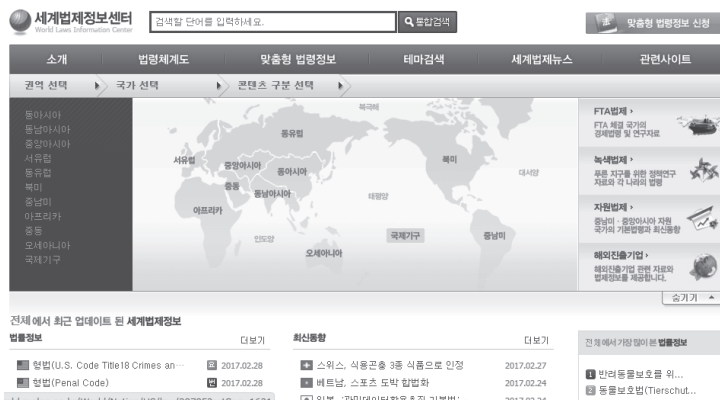 세계법제정보센터
World Laws Information Center
검색할 단어를 입력하세요.
통합검색
맞춤형 법령정보 신청
소개 법령체계도 맞춤형 법령정보 테마검색 세계법제뉴스 관련사이트
권역 선택 국가 선택 콘텐츠 구분 선택
동아시아
동남아시아
중앙아시아
서유럽
동유럽
북미
중남미
아프리카
중동
오세아니아
국제기구
북극해
동유럽
서유럽
중앙아시아
동아시아
중동
동남아시아
아프리카
인도양
오세아니아
태평양
북미
대서양
국제기구
중남미
FTA법제 ›
FTA 체결 국가의
경제법령 및 연구자료
녹색법제 ›
푸른 지구를 위한 정책연구
자료와 각 나라의 법령
자원법제 ›
중남미 · 중앙아시아 자원
국가의 기본법령과 최신동향
해외진출기업 ›
해외진출기업 관련 자료와
법제정보를 제공합니다.
숨기기 ▲
전체에서 최근 업데이트 된 세계법제정보
법률정보 더보기
형법(U.S. Code Title18 Crimes an··· 요 2017.02.28
형법(Penal Code) 번 2017.02.28
최신동향 더보기
스위스, 식용곤충 3종 식품으로 인정 2017.02.27
베트남, 스포츠 도박 합법화 2017.02.24
전체에서 가장 많이 본 법률정보
1 반려동물보호를 위...
2 동물보호법(Tierschut...